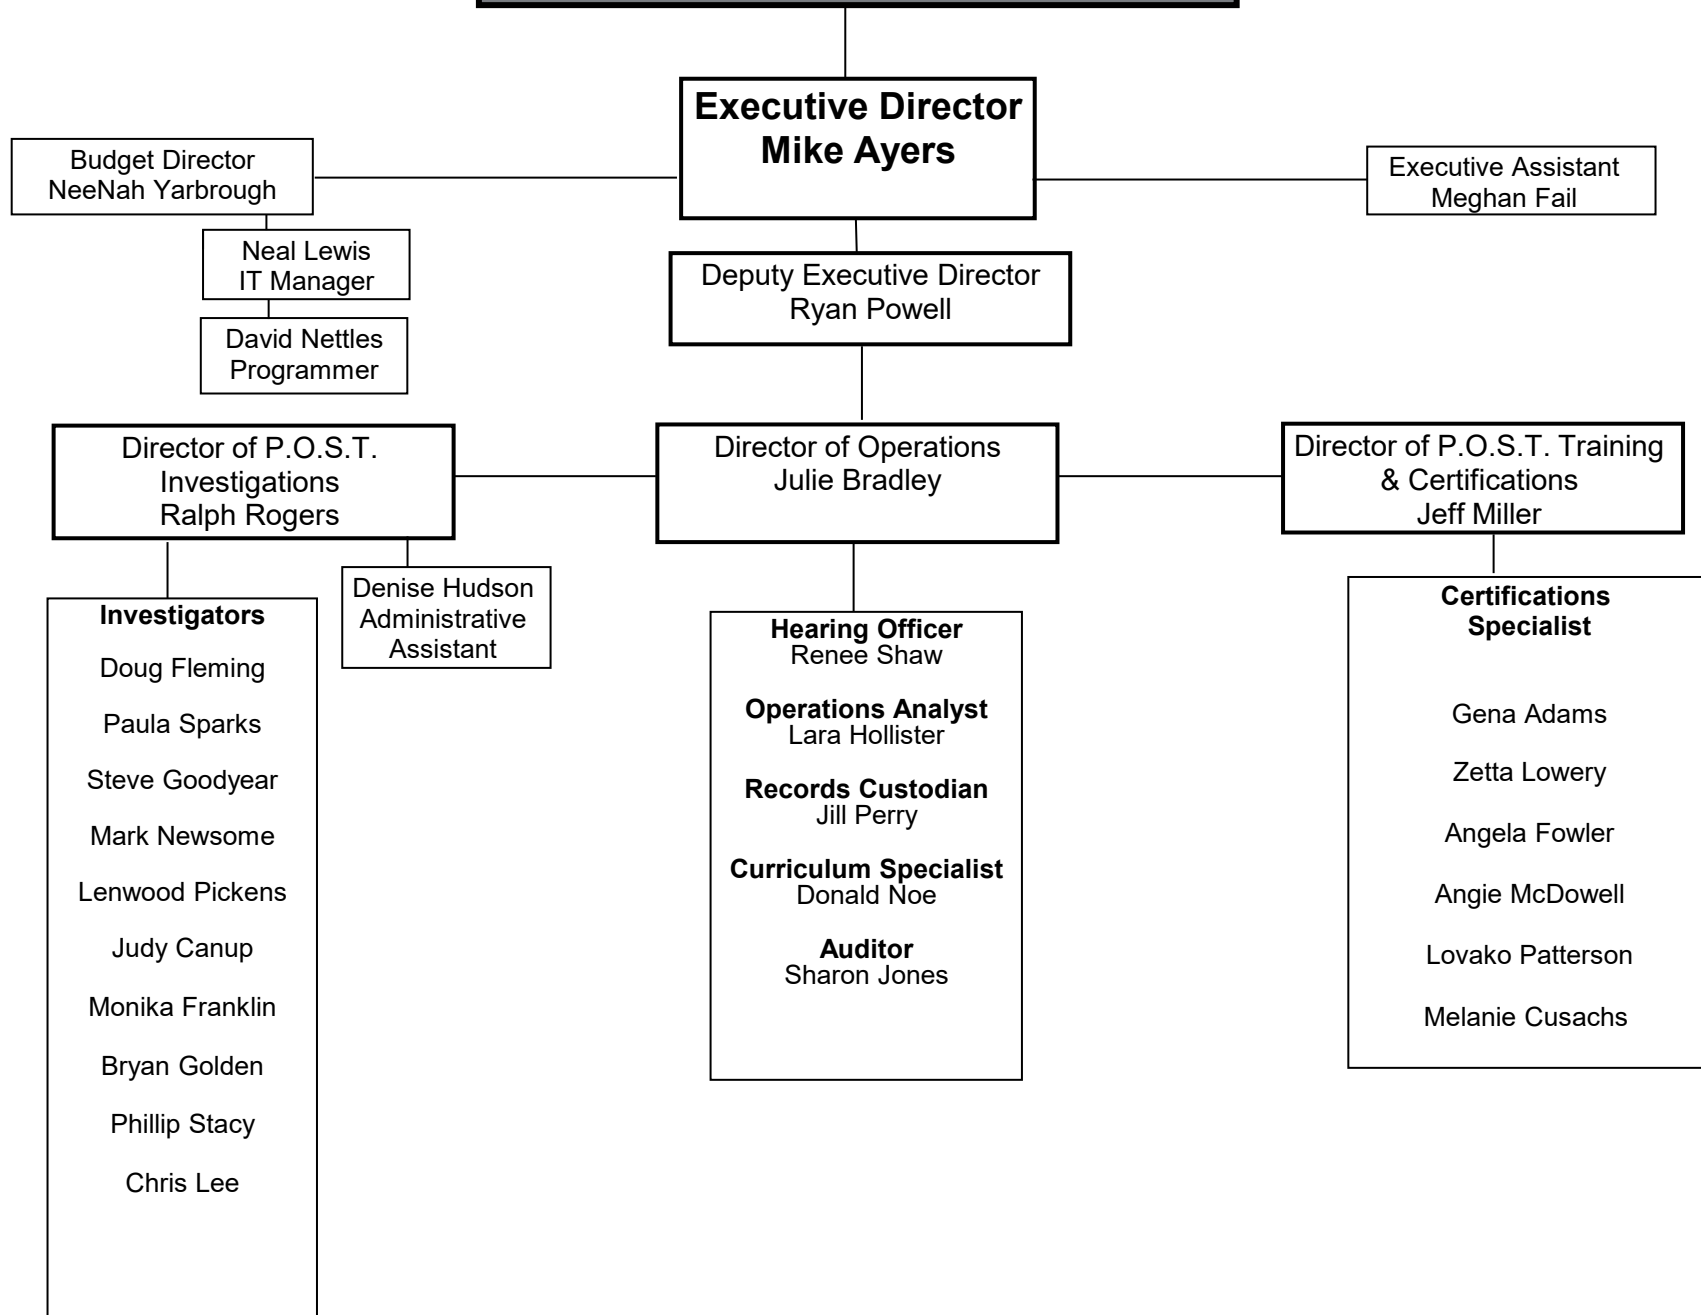 Executive Director
Mike Ayers
Budget Director
NeeNah Yarbrough
Executive Assistant
Meghan Fail
Neal Lewis
IT Manager
Deputy Executive Director
Ryan Powell
David Nettles
Programmer
Director of P.O.S.T.
Investigations
Ralph Rogers
Director of Operations
Julie Bradley
Director of P.O.S.T. Training
& Certifications
Jeff Miller
Denise Hudson
Administrative
Assistant
Investigators
Doug Fleming
Paula Sparks
Steve Goodyear
Mark Newsome
Lenwood Pickens
Judy Canup
Monika Franklin
Bryan Golden
Phillip Stacy
Chris Lee
Hearing Officer
Renee Shaw
Operations Analyst
Lara Hollister
Records Custodian
Jill Perry
Curriculum Specialist
Donald Noe
Auditor
Sharon Jones
Certifications
Specialist
Gena Adams
Zetta Lowery
Angela Fowler
Angie McDowell
Lovako Patterson
Melanie Cusachs